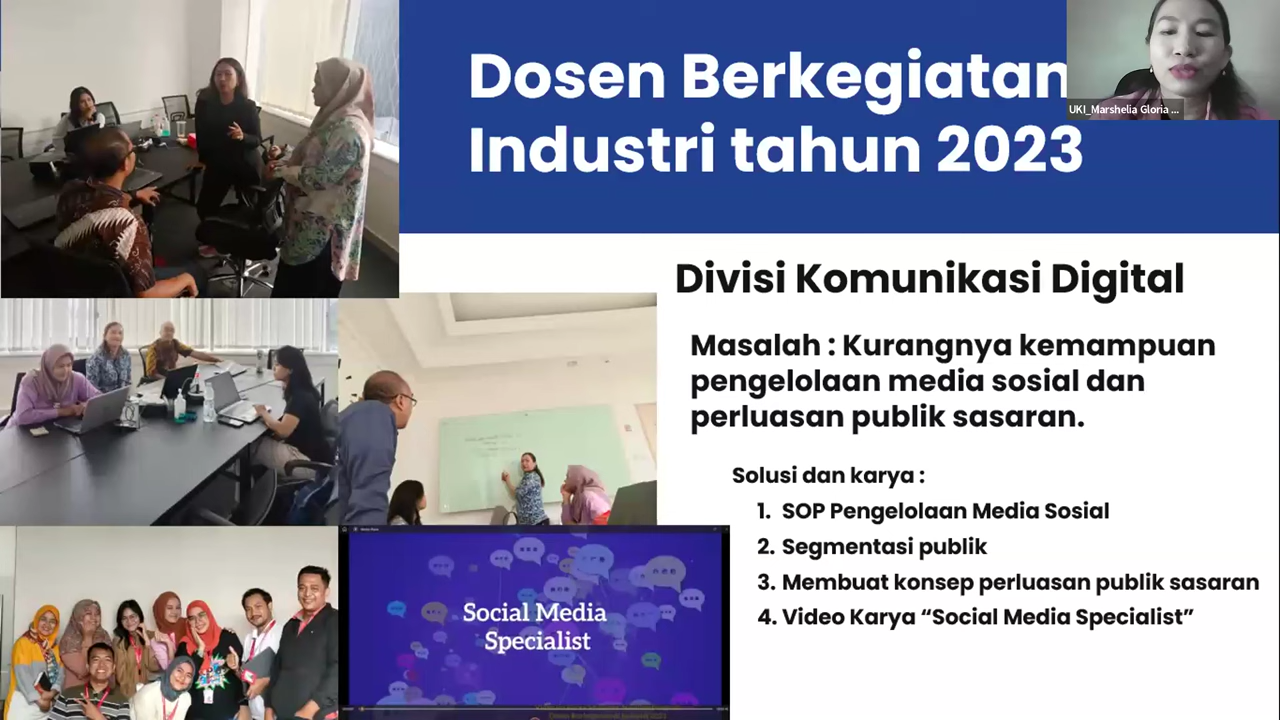 Dosen Berkegiatan
Industri tahun 2023
UKI_Marshelia Gloria ...
Divisi Komunikasi Digital
Masalah : Kurangnya kemampuan
pengelolaan media sosial dan
perluasan publik sasaran.
Solusi dan karya :
1. SOP Pengelolaan Media Sosial
2. Segmentasi publik
3. Membuat konsep perluasan publik sasaran
4. Video Karya “Social Media Specialist”
Social Media
Specialist